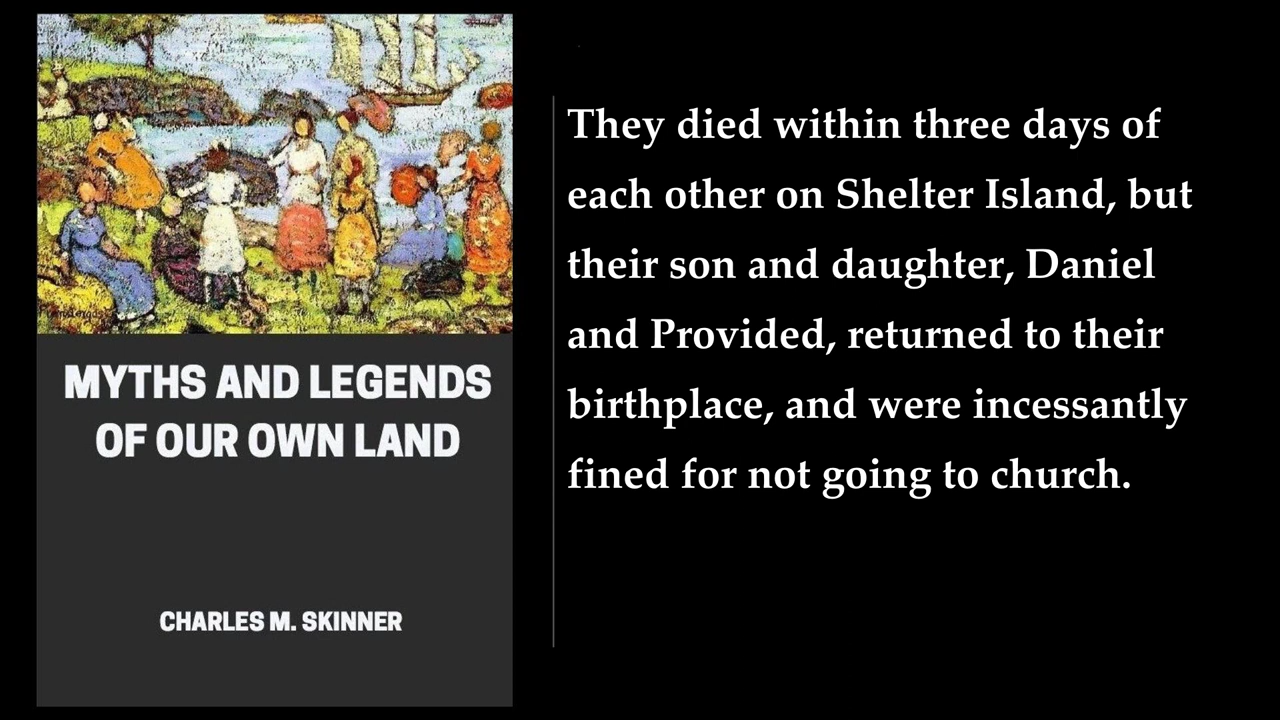 MYTHS AND LEGENDS
OF OUR OWN LAND
CHARLES M. SKINNER
They died within three days of
each other on Shelter Island, but
their son and daughter, Daniel
and Provided, returned to their
birthplace, and were incessantly
fined for not going to church.